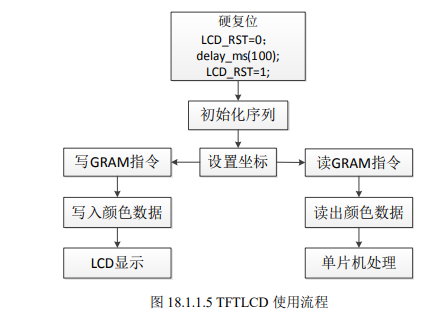 硬复位
LCD_RST=0；
delay_ms(100);
LCD_RST=1;
初始化序列
写GRAM指令
设置坐标
读GRAM指令
写入颜色数据
读出颜色数据
LCD显示
单片机处理
图 18.1.1.5 TFTLCD 使用流程